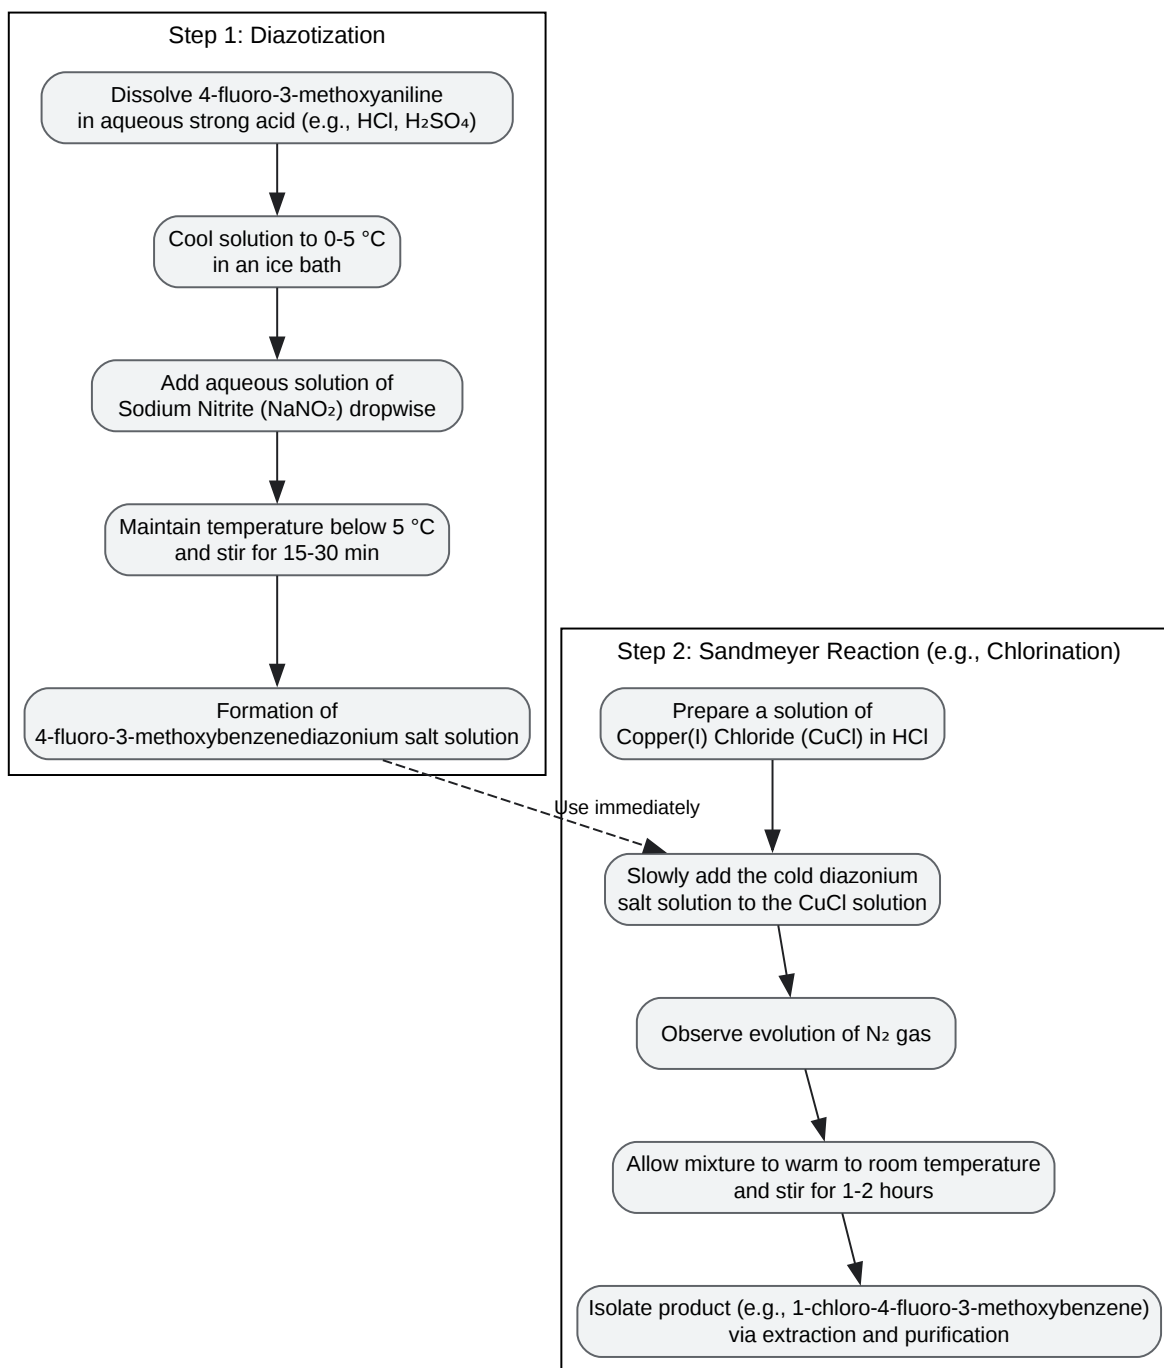 Step 1: Diazotization
Dissolve 4-fluoro-3-methoxyaniline
in aqueous strong acid (e.g., HCl, H₂SO₄)
Cool solution to 0-5 °C
in an ice bath
Add aqueous solution of
Sodium Nitrite (NaNO₂) dropwise
Maintain temperature below 5 °C
and stir for 15-30 min
Formation of
4-fluoro-3-methoxybenzenediazonium salt solution
Use immediately
Step 2: Sandmeyer Reaction (e.g., Chlorination)
Prepare a solution of
Copper(I) Chloride (CuCl) in HCl
Slowly add the cold diazonium
salt solution to the CuCl solution
Observe evolution of N₂ gas
Allow mixture to warm to room temperature
and stir for 1-2 hours
Isolate product (e.g., 1-chloro-4-fluoro-3-methoxybenzene)
via extraction and purification